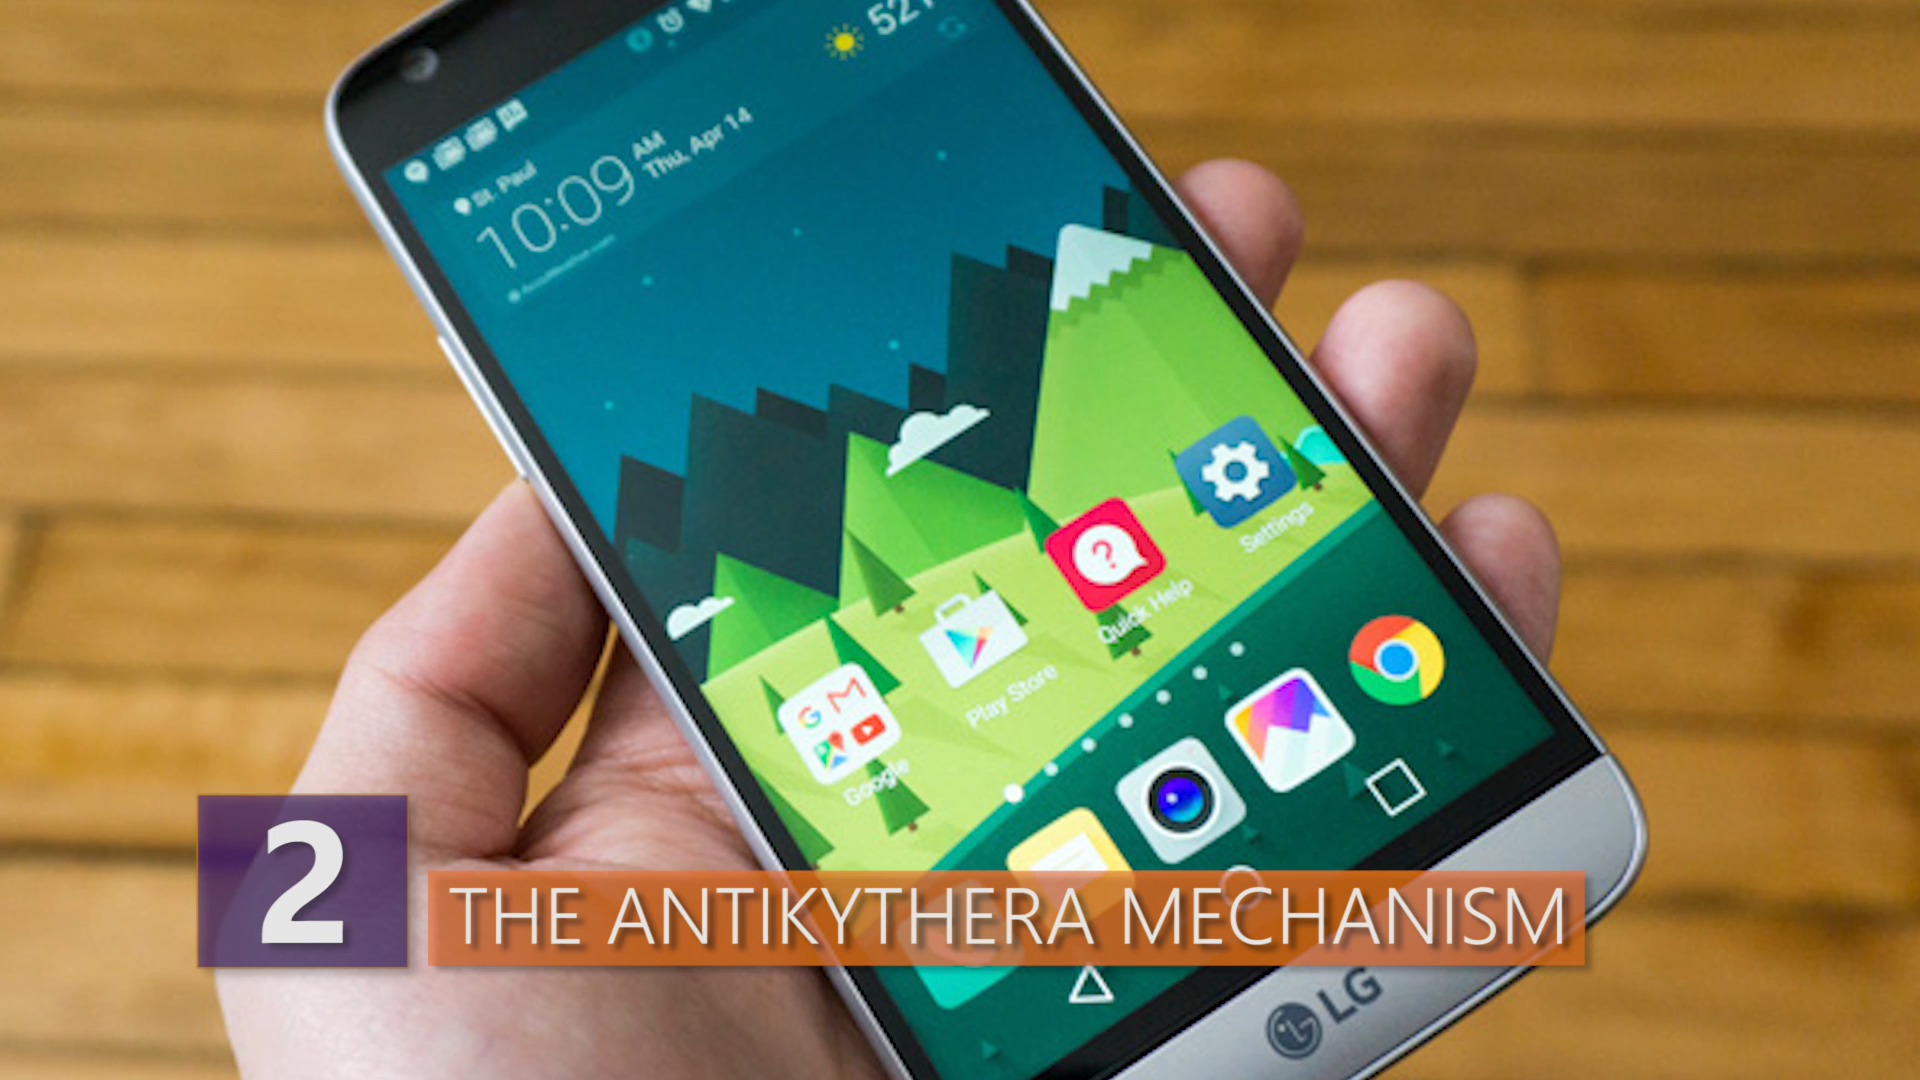 52°
St. Paul
10:09 AM
Thu, Apr 14
Settings
Quick Help
Play Store
Google
2
THE ANTIKYTHERA MECHANISM
LG